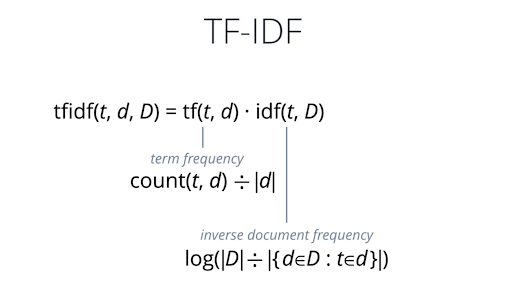 TF-IDF
tfidf(t, d, D) = tf(t, d) · idf(t, D)
term frequency
count(t, d) ÷ |d|
inverse document frequency
log(|D| ÷ |{d∈D : t∈d}|)